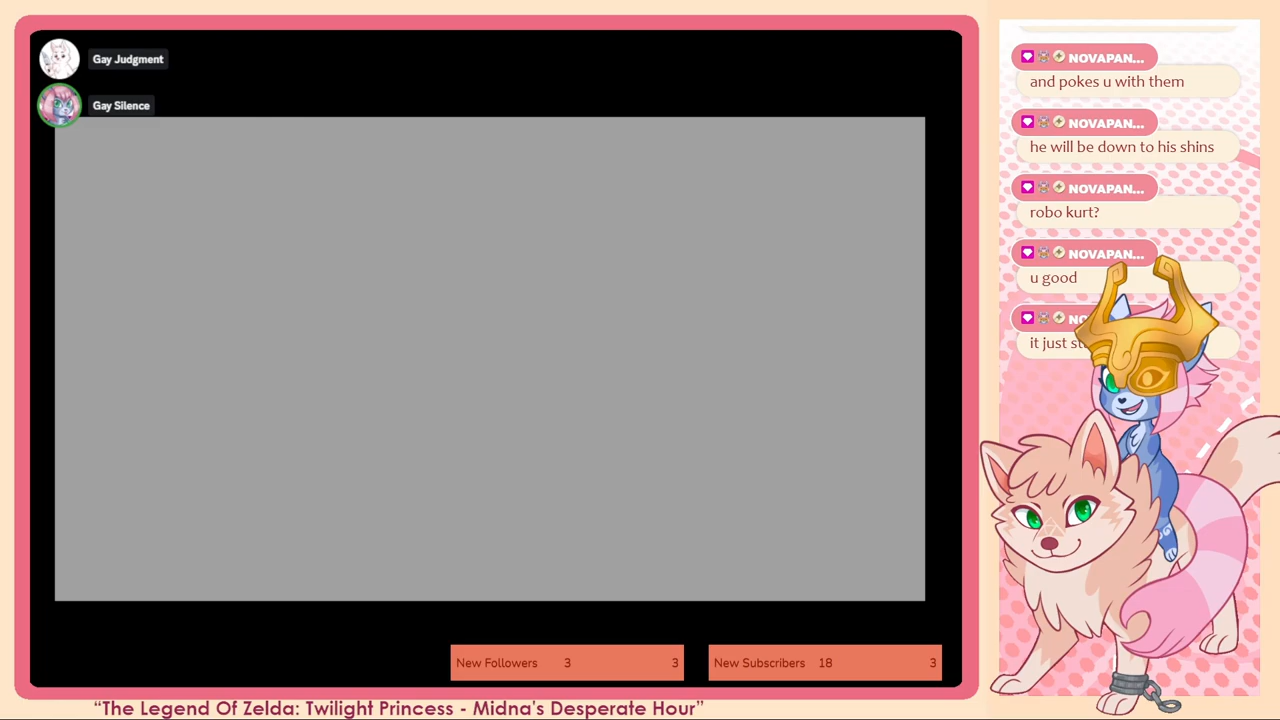 Gay Judgment
Gay Silence
NOVAPAN...
and pokes u with them
NOVAPAN...
he will be down to his shins
NOVAPAN...
robo kurt?
NOVAPAN...
u good
it just
New Followers 3 3
New Subscribers 18 3
“The Legend Of Zelda: Twilight Princess - Midna's Desperate Hour”